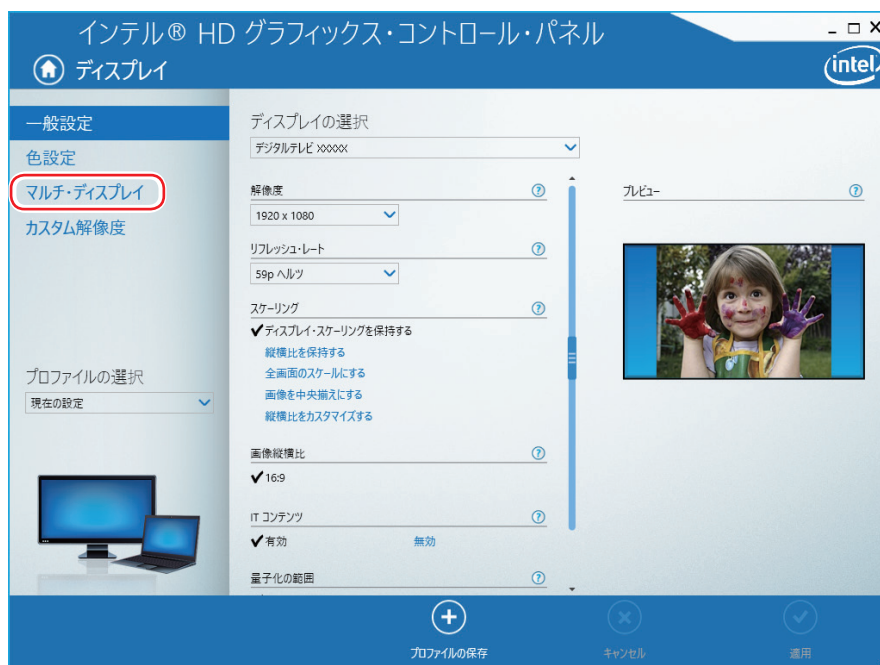 インテル® HD グラフィックス・コントロール・パネル
ディスプレイ
intel
一般設定
色設定
マルチ・ディスプレイ
カスタム解像度
プロファイルの選択
現在の設定
ディスプレイの選択
デジタルテレビ XXXXX
解像度
1920 x 1080
リフレッシュ・レート
59p ヘルツ
スケーリング
✔ディスプレイ・スケーリングを保持する
縦横比を保持する
全画面のスケールにする
画像を中央揃えにする
縦横比をカスタマイズする
画像縦横比
✔16:9
IT コンテンツ
✔有効 無効
量子化の範囲
プレビュー
プロファイルの保存
キャンセル
適用